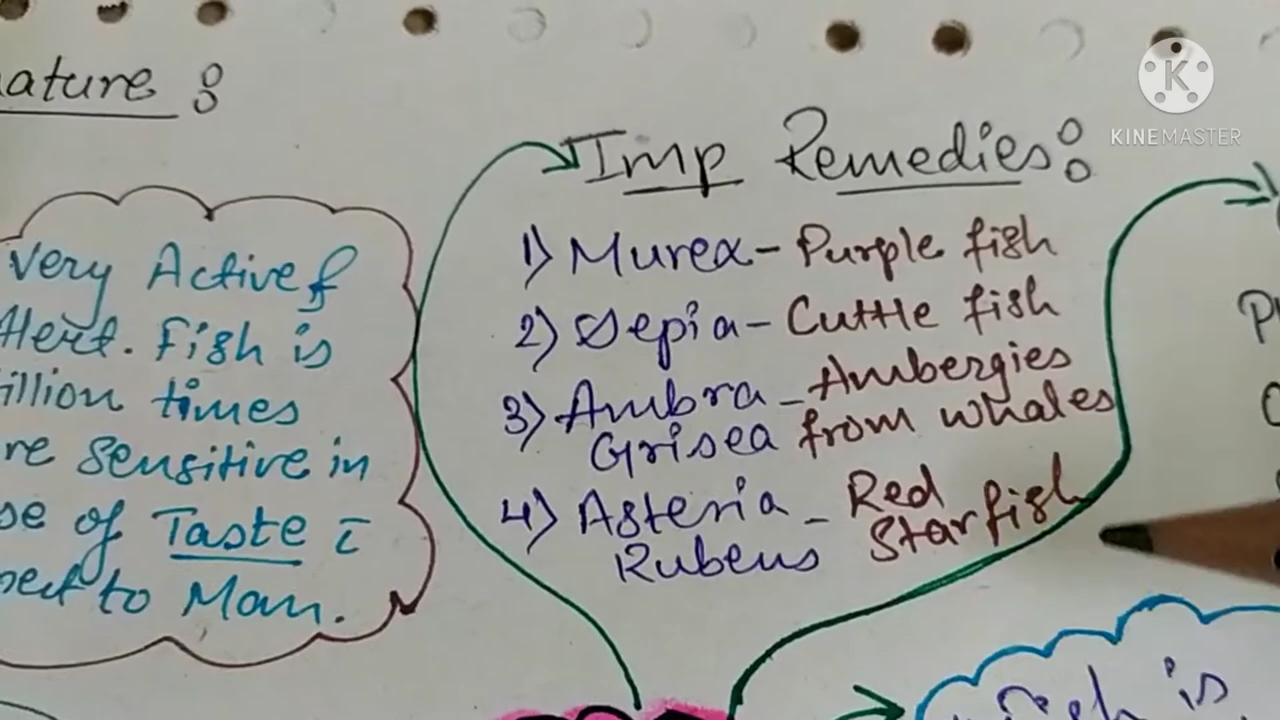 ature :
Imp Remedies:
KINEMASTER
1) Murex - Purple fish
2) Sepia - Cuttle fish
3) Ambra - Ambergies
Grisea from whales
4) Asteria - Red
Rubens Starfish
Very Active &
Alert. Fish is
illion times
re Sensitive in
se of Taste c̄
pect to Man.
is